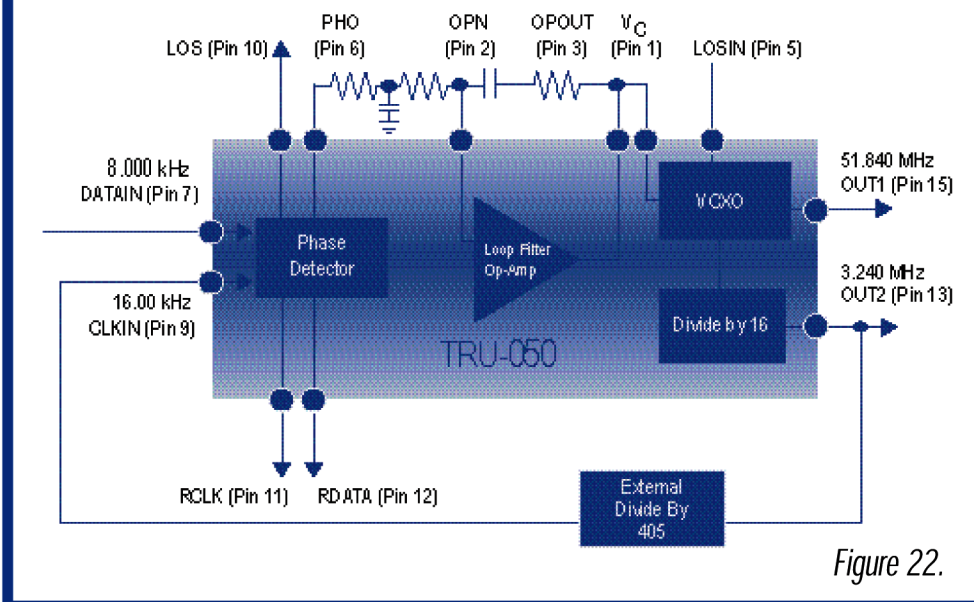 PHO
(Pin 6)
OPN
(Pin 2)
OPOUT
(Pin 3)
VC
(Pin 1)
LOS (Pin 10)
LOSIN (Pin 5)
8.000 kHz
DATAIN (Pin 7)
51.840 MHz
OUT1 (Pin 15)
VCXO
Phase
Detector
Loop Filter
Op-Amp
16.00 kHz
CLKIN (Pin 9)
3.240 MHz
OUT2 (Pin 13)
Divide by 16
TRU-050
RCLK (Pin 11)
RDATA (Pin 12)
External
Divide By
405
Figure 22.